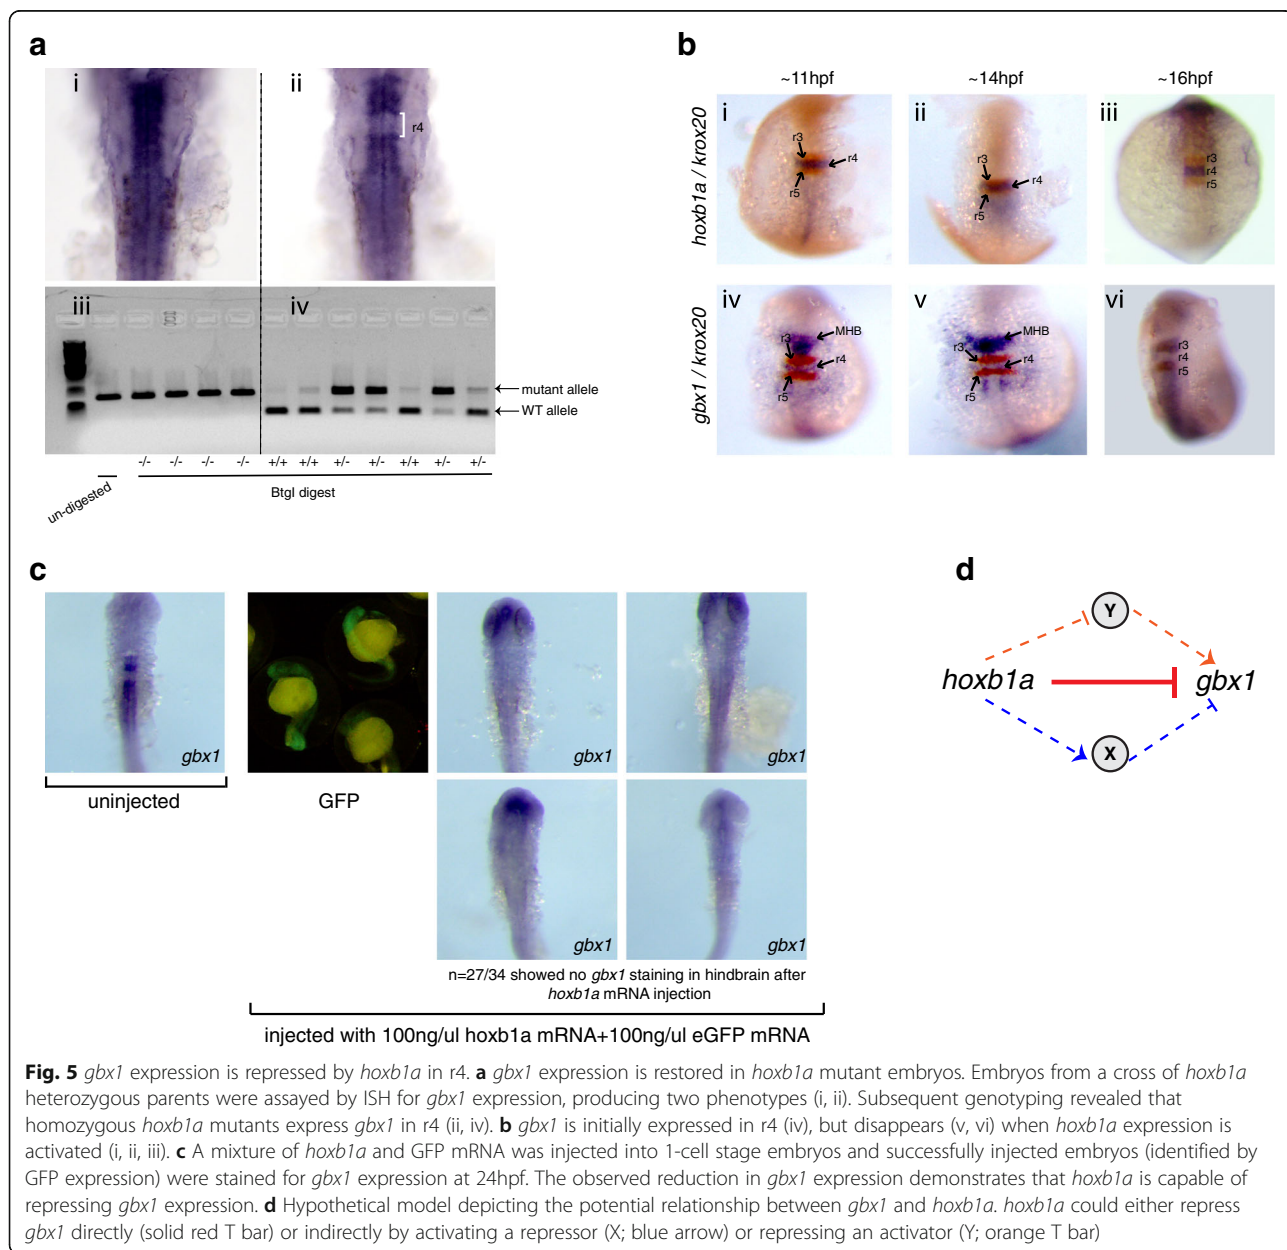 a
i
ii
r4
iii
iv
mutant allele
WT allele
-/- -/- -/- -/- +/+ +/+ +/- +/- +/+ +/- +/-
un-digested
BtgI digest
b
~11hpf ~14hpf ~16hpf
hoxb1a / krox20
i
r3
r4
r5
ii
r3
r4
r5
iii
r3
r4
r5
gbx1 / krox20
iv
MHB
r3
r4
r5
v
MHB
r3
r4
r5
vi
r3
r4
r5
c
gbx1
uninjected
GFP
gbx1
gbx1
gbx1
gbx1
n=27/34 showed no gbx1 staining in hindbrain after
hoxb1a mRNA injection
injected with 100ng/ul hoxb1a mRNA+100ng/ul eGFP mRNA
d
Y
hoxb1a
gbx1
X
Fig. 5 gbx1 expression is repressed by hoxb1a in r4. a gbx1 expression is restored in hoxb1a mutant embryos. Embryos from a cross of hoxb1a
heterozygous parents were assayed by ISH for gbx1 expression, producing two phenotypes (i, ii). Subsequent genotyping revealed that
homozygous hoxb1a mutants express gbx1 in r4 (ii, iv). b gbx1 is initially expressed in r4 (iv), but disappears (v, vi) when hoxb1a expression is
activated (i, ii, iii). c A mixture of hoxb1a and GFP mRNA was injected into 1-cell stage embryos and successfully injected embryos (identified by
GFP expression) were stained for gbx1 expression at 24hpf. The observed reduction in gbx1 expression demonstrates that hoxb1a is capable of
repressing gbx1 expression. d Hypothetical model depicting the potential relationship between gbx1 and hoxb1a. hoxb1a could either repress
gbx1 directly (solid red T bar) or indirectly by activating a repressor (X; blue arrow) or repressing an activator (Y; orange T bar)